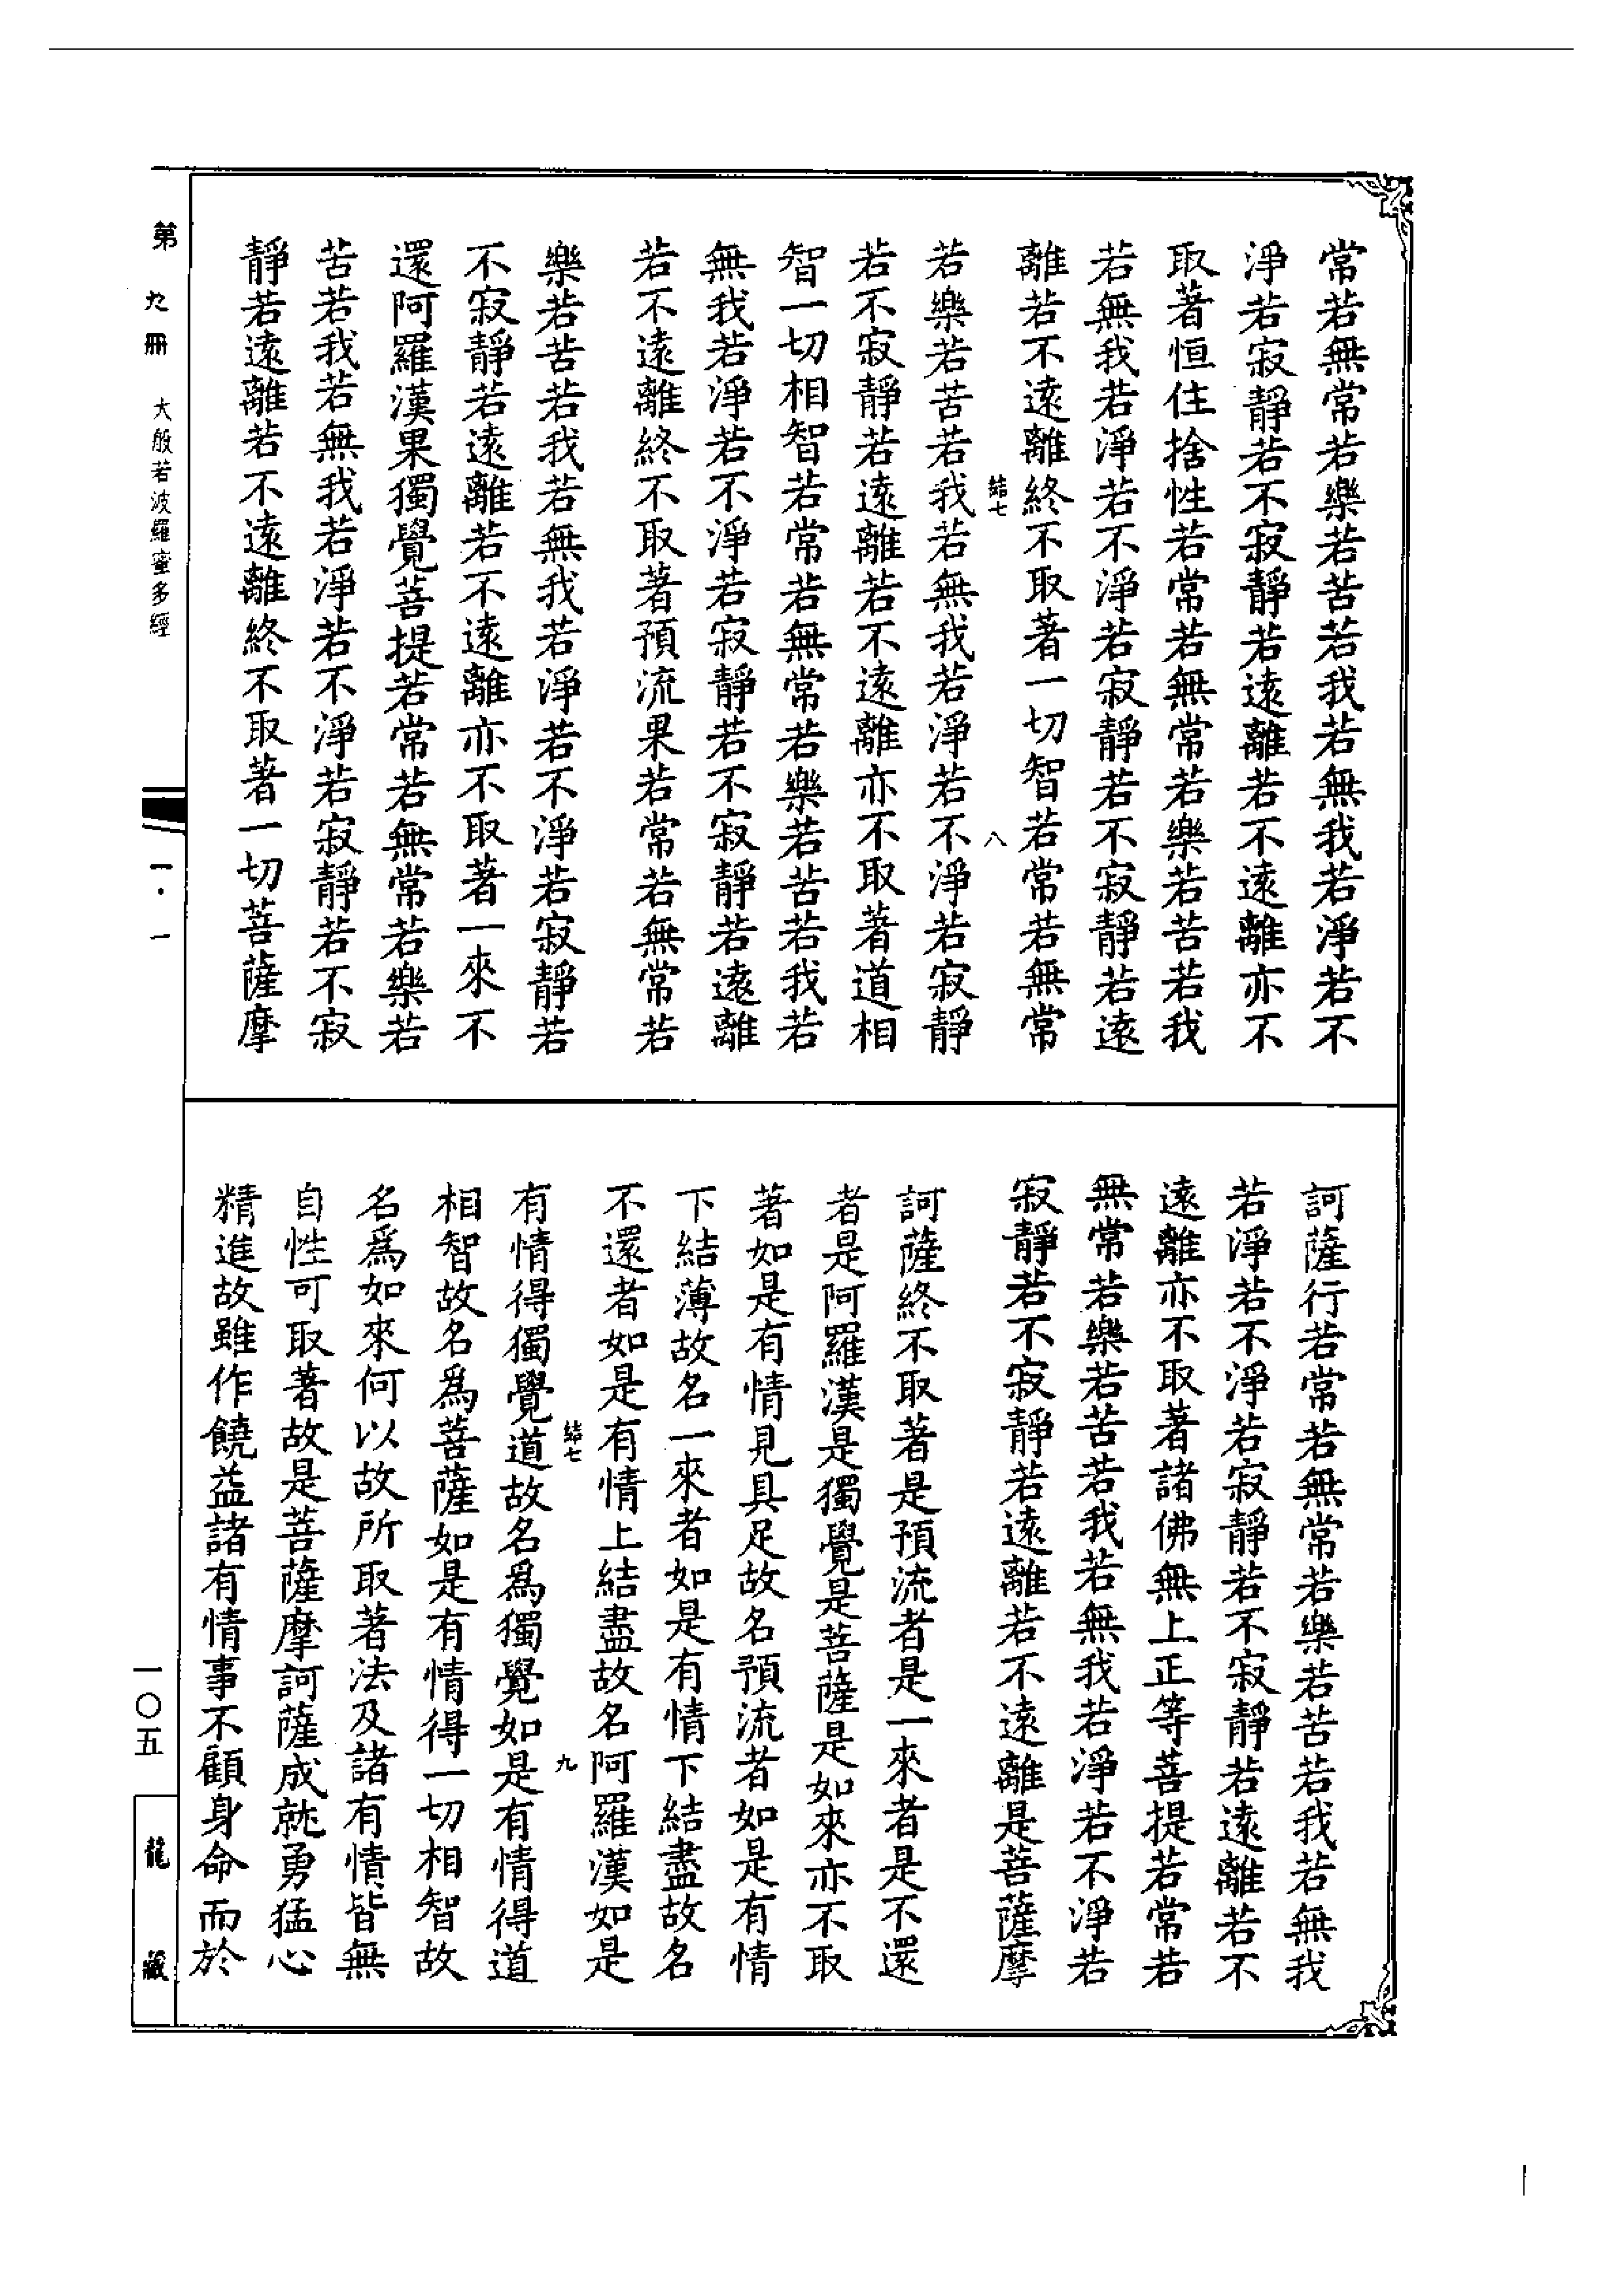 常若無常若樂若苦若我若無我若淨若不
淨若寂靜若不寂靜若遠離若不遠離亦不
取著恒住捨性若常若無常若樂若苦若我
若無我若淨若不淨若寂靜若不寂靜若遠
離若不遠離終不取著一切智若常若無常
結七 八
若樂若苦若我若無我若淨若不淨若寂靜
若不寂靜若遠離若不遠離亦不取著道相
智一切相智若常若無常若樂若苦若我若
無我若淨若不淨若寂靜若不寂靜若遠離
若不遠離終不取著預流果若常若無常若
樂若苦若我若無我若淨若不淨若寂靜若
不寂靜若遠離若不遠離亦不取著一來不
還阿羅漢果獨覺菩提若常若無常若樂若
苦若我若無我若淨若不淨若寂靜若不寂
靜若遠離若不遠離終不取著一切菩薩摩
訶薩行若常若無常若樂若苦若我若無我
若淨若不淨若寂靜若不寂靜若遠離若不
遠離亦不取著諸佛無上正等菩提若常若
無常若樂若苦若我若無我若淨若不淨若
寂靜若不寂靜若遠離若不遠離是菩薩摩
訶薩終不取著是預流者是一來者是不還
者是阿羅漢是獨覺是菩薩是如來亦不取
著如是有情見具足故名預流者如是有情
下結薄故名一來者如是有情下結盡故名
不還者如是有情上結盡故名阿羅漢如是
結七 九
有情得獨覺道故名爲獨覺如是有情得道
相智故名爲菩薩如是有情得一切相智故
名爲如來何以故所取著法及諸有情皆無
自性可取著故是菩薩摩訶薩成就勇猛心
精進故雖作饒益諸有情事不顧身命而於
第九冊 大般若波羅蜜多經 一·一
一〇五
龍藏